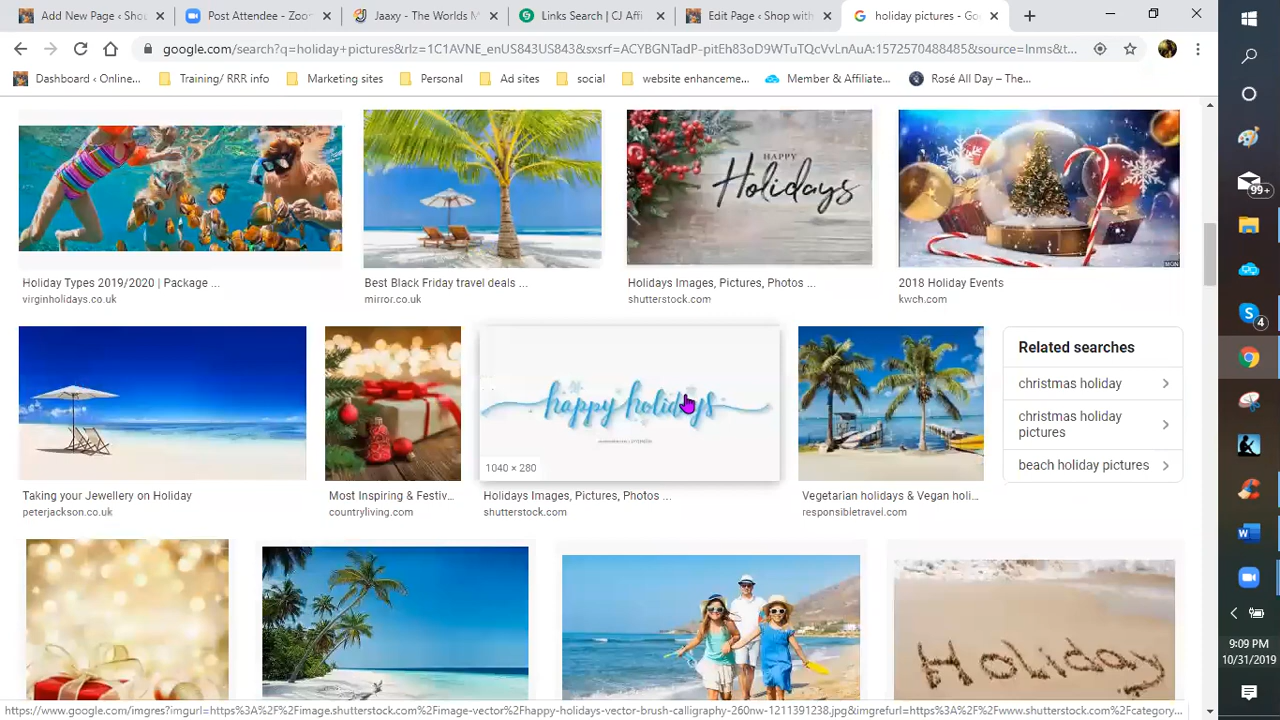 Add New Page ‹ Shou
Post Attendee - Zoom
Jaaxy - The Worlds M
Links Search | CJ Affi
Edit Page ‹ Shop with
holiday pictures - Go
google.com/search?q=holiday+pictures&rlz=1C1AVNE_enUS843US843&sxsrf=ACYBGNTadP-pitEh83oD9WTuTQcVvLnAuA:1572570488485&source=lnms&t...
Dashboard ‹ Online...
Training/ RRR info
Marketing sites
Personal
Ad sites
social
website enhanceme...
Member & Affiliate...
Rosé All Day – The...
HAPPY
Holidays
MGN
Holiday Types 2019/2020 | Package ...
virginholidays.co.uk
Best Black Friday travel deals ...
mirror.co.uk
Holidays Images, Pictures, Photos ...
shutterstock.com
2018 Holiday Events
kwch.com
happy holidays
1040 × 280
Related searches
christmas holiday
christmas holiday
pictures
beach holiday pictures
Taking your Jewellery on Holiday
peterjackson.co.uk
Most Inspiring & Festiv...
countryliving.com
Holidays Images, Pictures, Photos ...
shutterstock.com
Vegetarian holidays & Vegan holi...
responsibletravel.com
Holiday
https://www.google.com/imgres?imgurl=https%3A%2F%2Fimage.shutterstock.com%2Fimage-vector%2Fhappy-holidays-vector-brush-calligraphy-260nw-1211391238.jpg&imgrefurl=https%3A%2F%2Fwww.shutterstock.com%2Fcategory...
99+
4
9:09 PM
10/31/2019